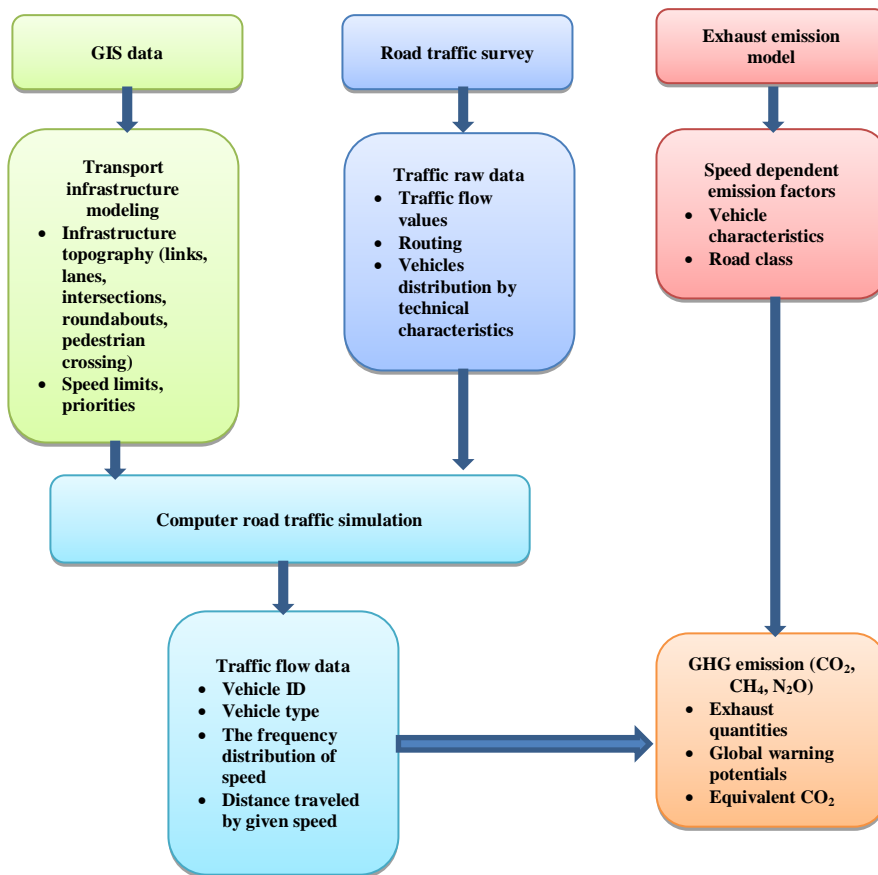 GIS data
Road traffic survey
Exhaust emission
model
Transport
infrastructure
modeling
• Infrastructure
topography (links,
lanes,
intersections,
roundabouts,
pedestrian
crossing)
• Speed limits,
priorities
Traffic raw data
• Traffic flow
values
• Routing
• Vehicles
distribution by
technical
characteristics
Speed dependent
emission factors
• Vehicle
characteristics
• Road class
Computer road traffic simulation
Traffic flow data
• Vehicle ID
• Vehicle type
• The frequency
distribution of
speed
• Distance traveled
by given speed
GHG emission (CO₂,
CH₄, N₂O)
• Exhaust
quantities
• Global warning
potentials
• Equivalent CO₂